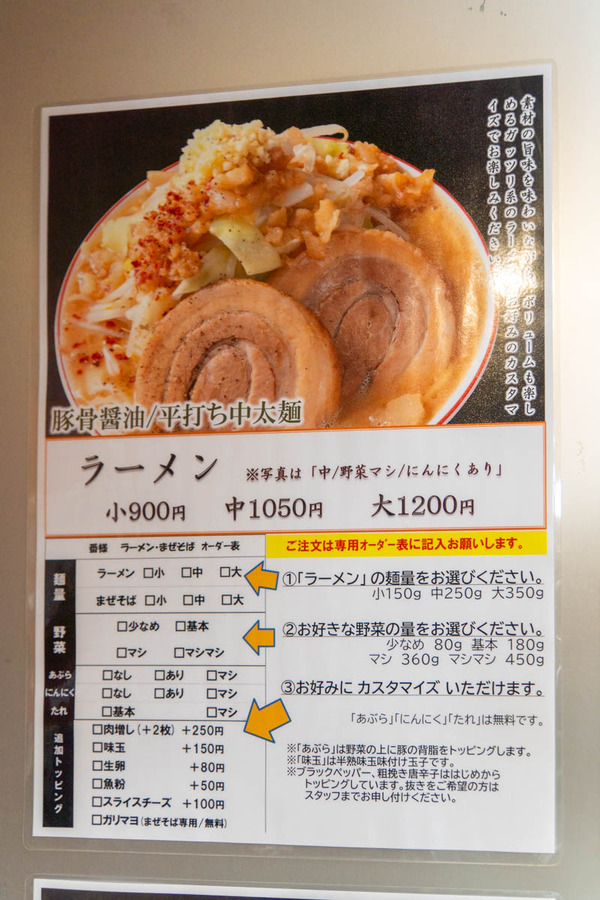 素材の旨味を味わいながらボリュームも楽し
めるガッツリ系のラーメン お好みのカスタマ
イズでお楽しみください
豚骨醤油/平打ち中太麺
ラーメン ※写真は「中/野菜マシ/にんにくあり」
小900円 中1050円 大1200円
番様 ラーメン・まぜそば オーダー表
麺量
ラーメン □小 □中 □大
まぜそば □小 □中 □大
野菜
□少なめ □基本
□マシ □マシマシ
あぶら □なし □あり □マシ
にんにく □なし □あり □マシ
たれ □基本 □マシ
追加トッピング
□肉増し(+2枚) +250円
□味玉 +150円
□生卵 +80円
□魚粉 +50円
□スライスチーズ +100円
□ガリマヨ(まぜそば専用/無料)
ご注文は専用オーダー表に記入お願いします。
①「ラーメン」の麺量をお選びください。
小150g 中250g 大350g
②お好きな野菜の量をお選びください。
少なめ 80g 基本 180g
マシ 360g マシマシ 450g
③お好みに カスタマイズ いただけます。
「あぶら」「にんにく」「たれ」は無料です。
※「あぶら」は野菜の上に豚の背脂をトッピングします。
※「味玉」は半熟味玉味付け玉子です。
※ブラックペッパー、粗挽き唐辛子ははじめから
トッピングしています。抜きをご希望の方は
スタッフまでお申し付けください。